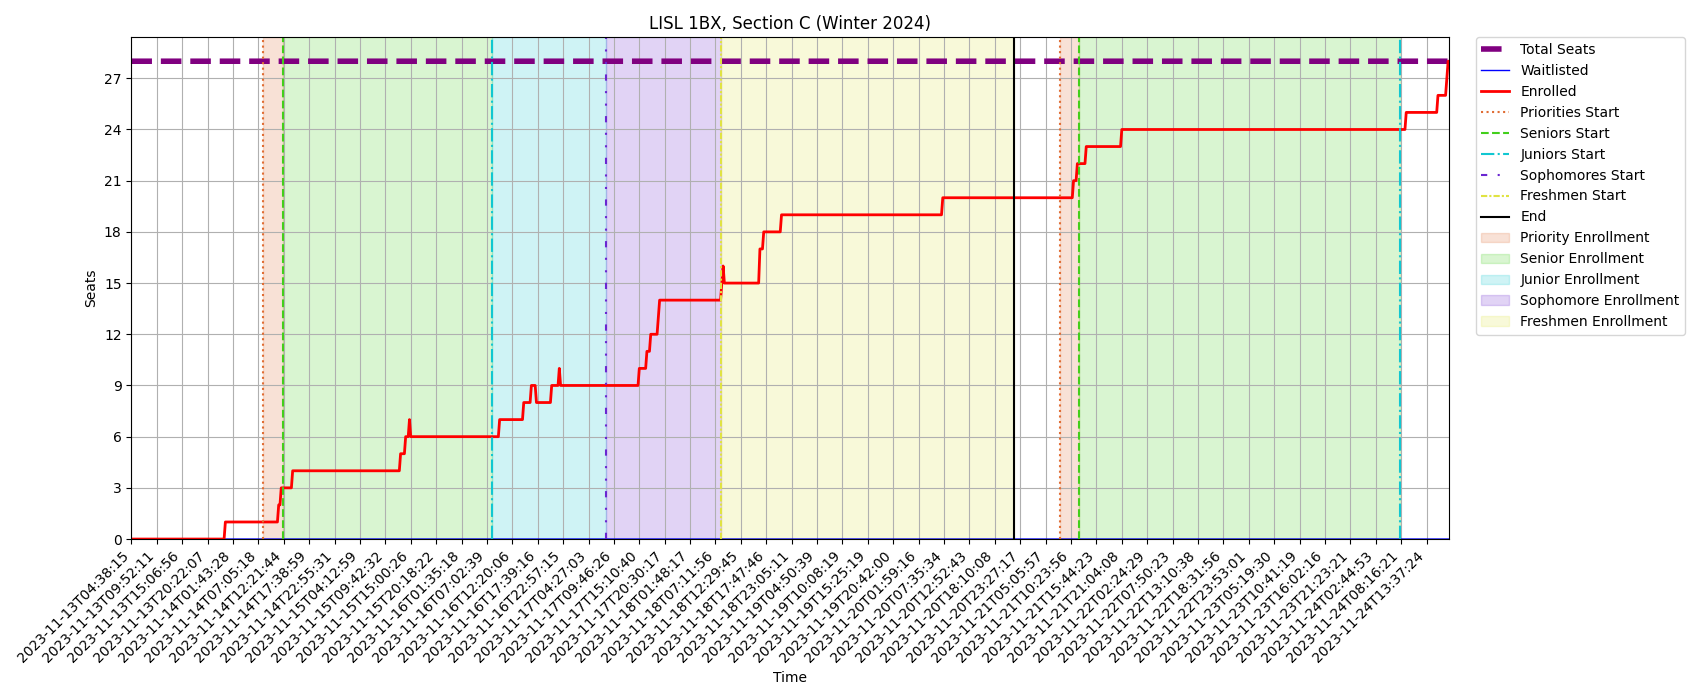 LISL 1BX, Section C (Winter 2024)
Total Seats
Waitlisted
Enrolled
Priorities Start
Seniors Start
Juniors Start
Sophomores Start
Freshmen Start
End
Priority Enrollment
Senior Enrollment
Junior Enrollment
Sophomore Enrollment
Freshmen Enrollment
Seats
27
24
21
18
15
12
9
6
3
0
2023-11-13T04:38:15
2023-11-13T09:52:11
2023-11-13T15:06:56
2023-11-13T20:22:07
2023-11-14T01:43:28
2023-11-14T07:05:18
2023-11-14T12:21:44
2023-11-14T17:38:59
2023-11-14T22:55:31
2023-11-15T04:12:59
2023-11-15T09:42:32
2023-11-15T15:00:26
2023-11-15T20:18:22
2023-11-16T01:35:18
2023-11-16T07:02:39
2023-11-16T12:20:06
2023-11-16T17:39:16
2023-11-16T22:57:15
2023-11-17T04:27:03
2023-11-17T09:46:26
2023-11-17T15:10:40
2023-11-17T20:30:17
2023-11-18T01:48:17
2023-11-18T07:11:56
2023-11-18T12:29:45
2023-11-18T17:47:46
2023-11-18T23:05:11
2023-11-19T04:50:39
2023-11-19T10:08:19
2023-11-19T15:25:19
2023-11-19T20:42:00
2023-11-20T01:59:16
2023-11-20T07:35:34
2023-11-20T12:52:43
2023-11-20T18:10:08
2023-11-20T23:27:17
2023-11-21T05:05:57
2023-11-21T10:23:56
2023-11-21T15:44:23
2023-11-21T21:04:08
2023-11-22T02:24:29
2023-11-22T07:50:23
2023-11-22T13:10:38
2023-11-22T18:31:56
2023-11-22T23:53:01
2023-11-23T05:19:30
2023-11-23T10:41:19
2023-11-23T16:02:16
2023-11-23T21:23:21
2023-11-24T02:44:53
2023-11-24T08:16:21
2023-11-24T13:37:24
Time